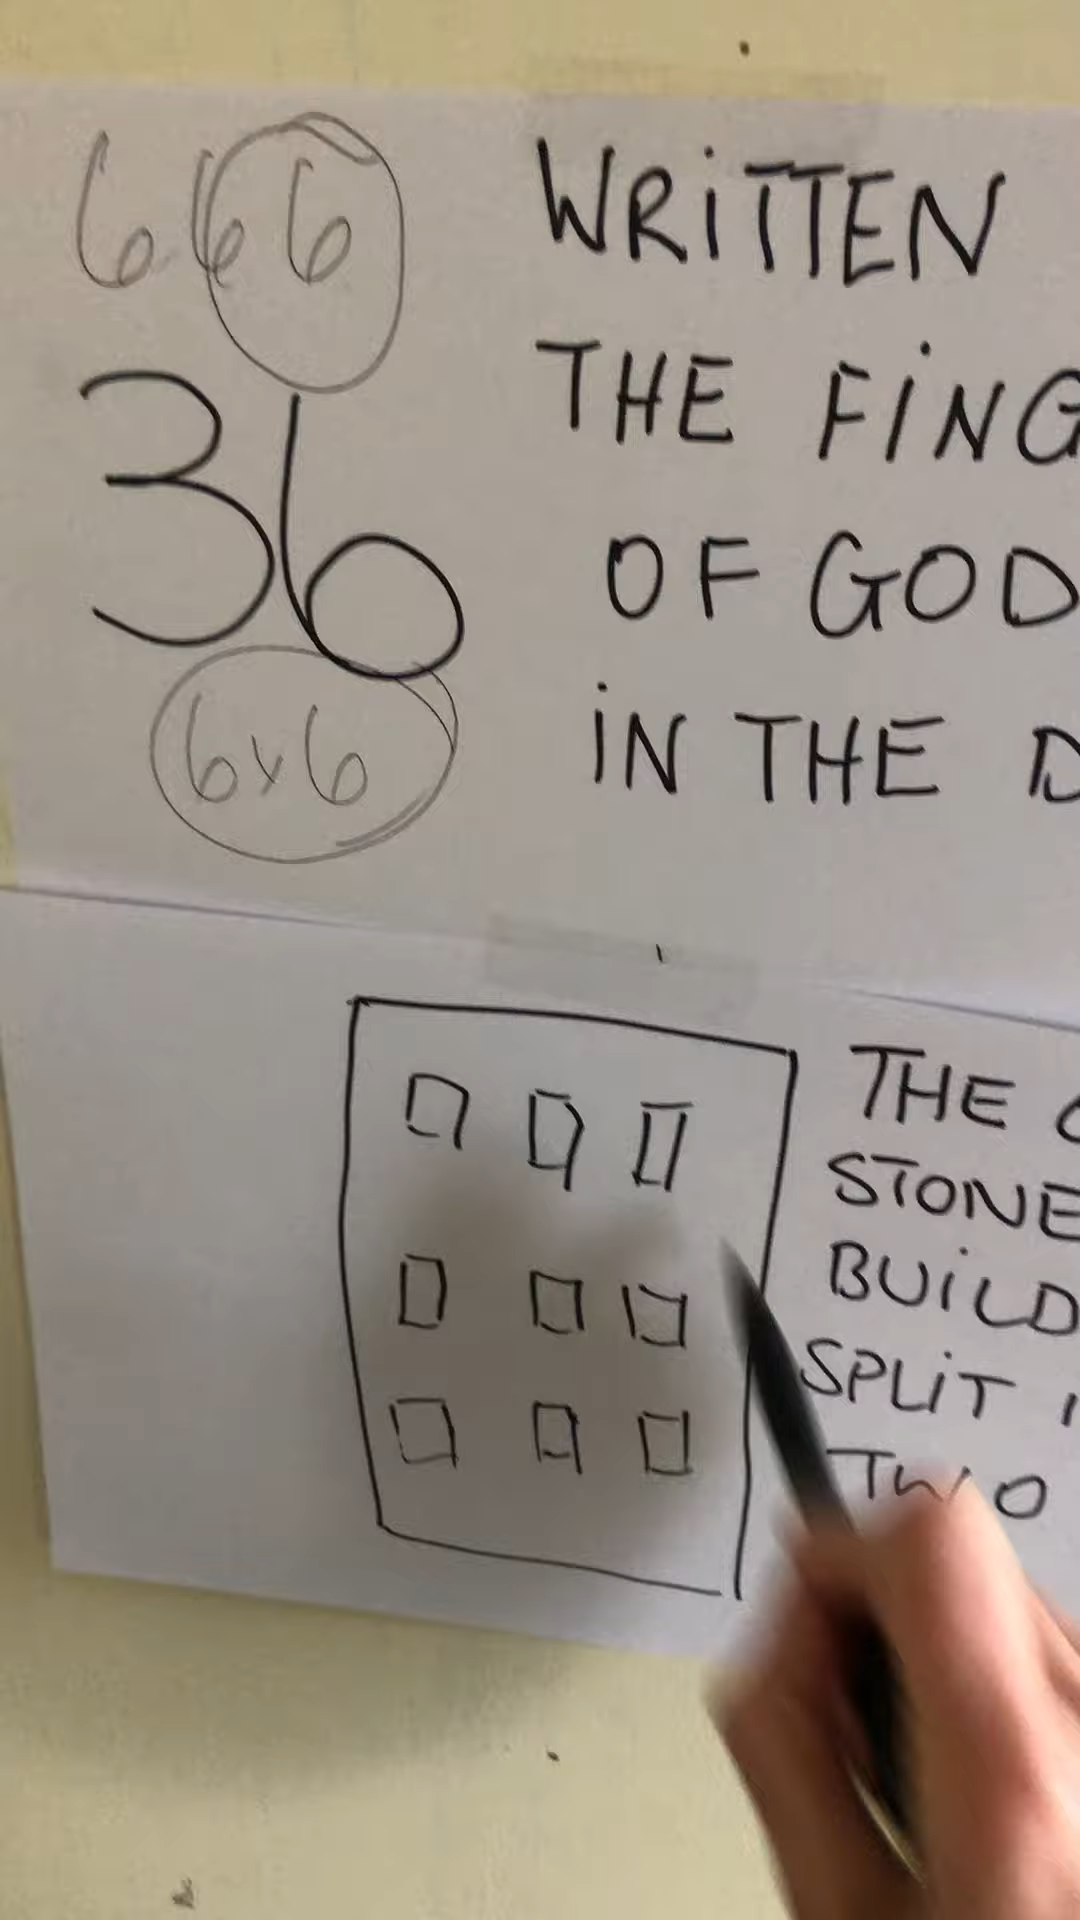 666
36
6x6
WRITTEN
THE FING
OF GOD
IN THE D
THE
STONE
BUILD
SPLIT
TWO